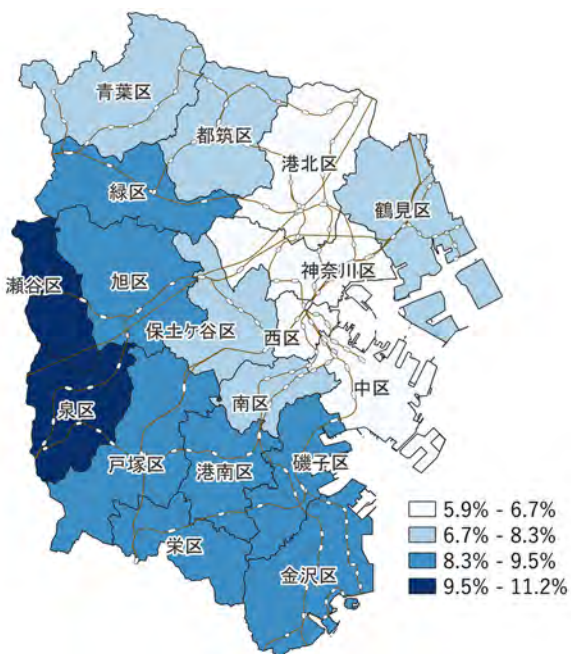 青葉区
都筑区
港北区
緑区
鶴見区
神奈川区
瀬谷区
旭区
保土ケ谷区
西区
中区
南区
泉区
戸塚区
港南区
磯子区
栄区
金沢区
5.9% - 6.7%
6.7% - 8.3%
8.3% - 9.5%
9.5% - 11.2%